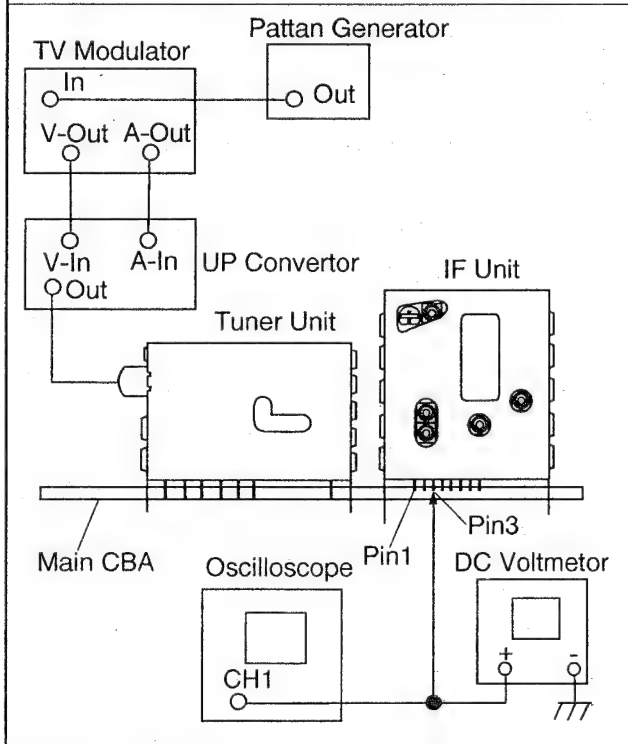 Pattan Generator
TV Modulator
In
Out
V-Out A-Out
V-In A-In UP Convertor
Out
IF Unit
Tuner Unit
Pin3
Main CBA
Pin1
Oscilloscope
DC Voltmetor
CH1
+ -